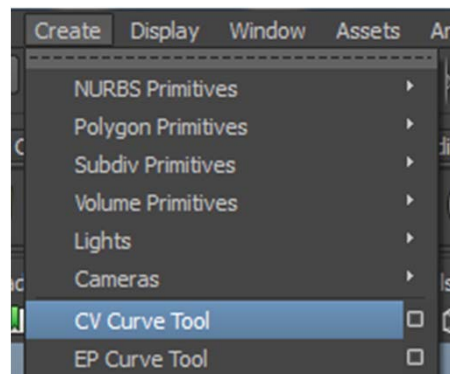 Create Display Window Assets
NURBS Primitives
Polygon Primitives
Subdiv Primitives
Volume Primitives
Lights
Cameras
CV Curve Tool
EP Curve Tool